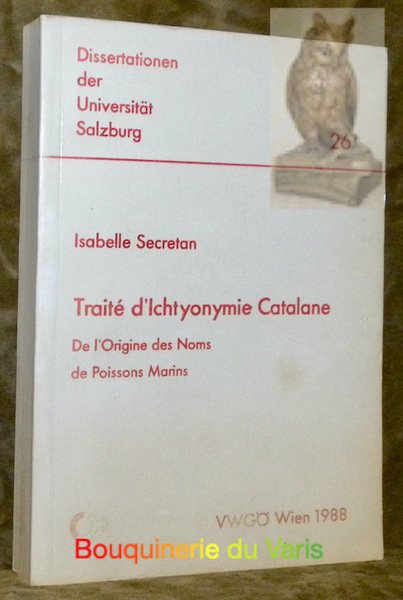 Dissertationen
der
Universität
Salzburg
26
Isabelle Secretan
Traité d'Ichtyonymie Catalane
De l'Origine des Noms
de Poissons Marins
VWGÖ Wien 1988
Bouquinerie du Varis